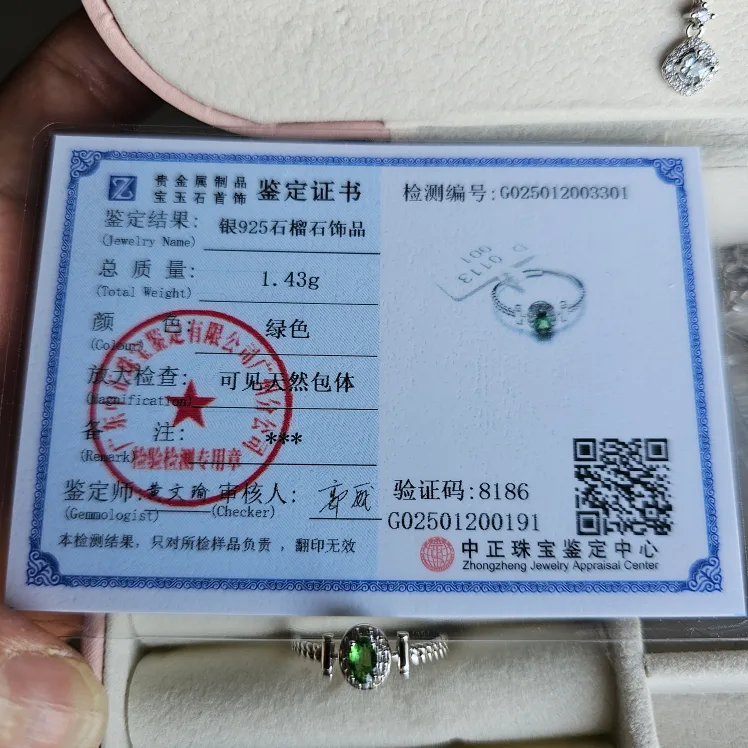 贵金属制品
宝玉石首饰
鉴定证书
检测编号:G025012003301
鉴定结果: 银925石榴石饰品
(Jewelry Name)
总质量: 1.43g
(Total Weight)
颜色: 绿色
(Colour)
放大检查: 可见天然包体
(Magnification)
备注: ***
(Remark)
检验检测专用章
鉴定师: 黄文瑜 审核人:
(Gemmologist) (Checker)
本检测结果，只对所检样品负责，翻印无效
验证码:8186
G02501200191
中正珠宝鉴定中心
Zhongzheng Jewelry Appraisal Center